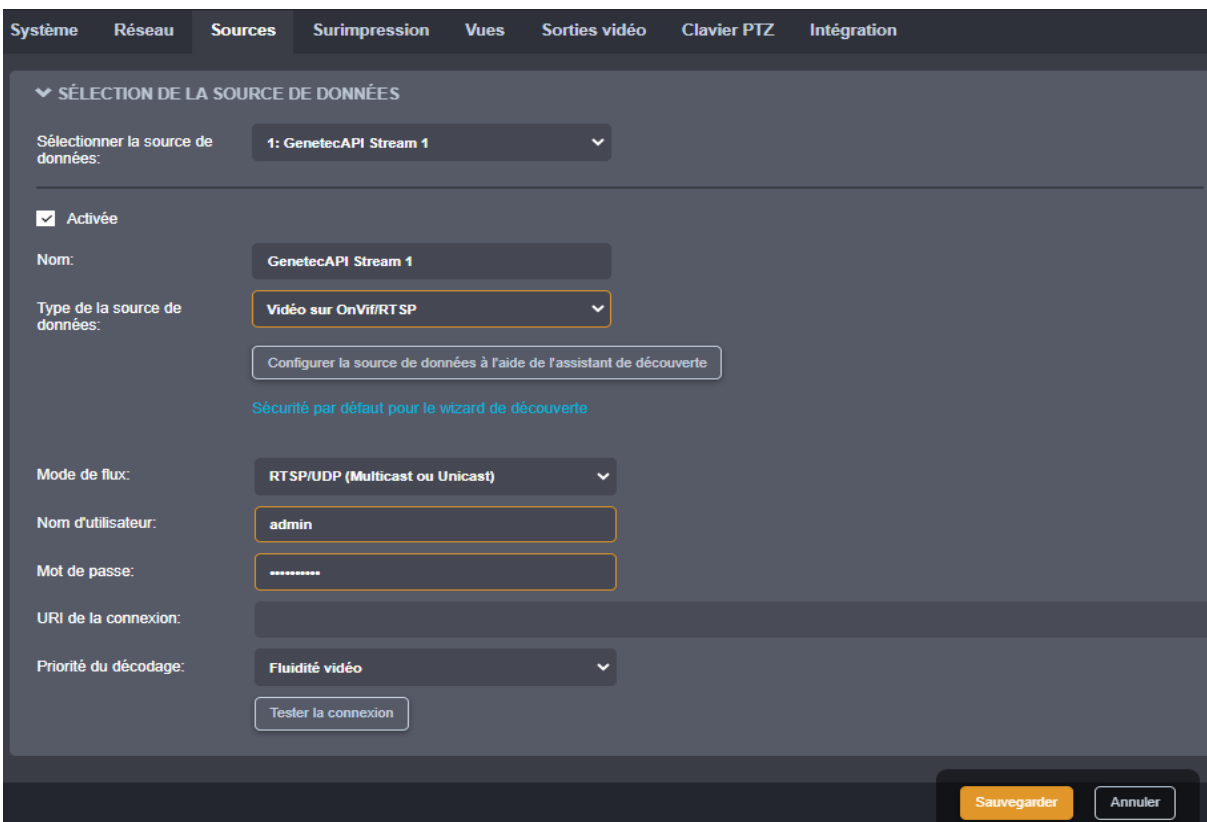 Système Réseau Sources Surimpression Vues Sorties vidéo Clavier PTZ Intégration
SÉLECTION DE LA SOURCE DE DONNÉES
Sélectionner la source de
données:
1: GenetecAPI Stream 1
Activée
Nom:
GenetecAPI Stream 1
Type de la source de
données:
Vidéo sur OnVif/RTSP
Configurer la source de données à l'aide de l'assistant de découverte
Sécurité par défaut pour le wizard de découverte
Mode de flux:
RTSP/UDP (Multicast ou Unicast)
Nom d'utilisateur:
admin
Mot de passe:
••••••••••
URI de la connexion:
Priorité du décodage:
Fluidité vidéo
Tester la connexion
Sauvegarder Annuler